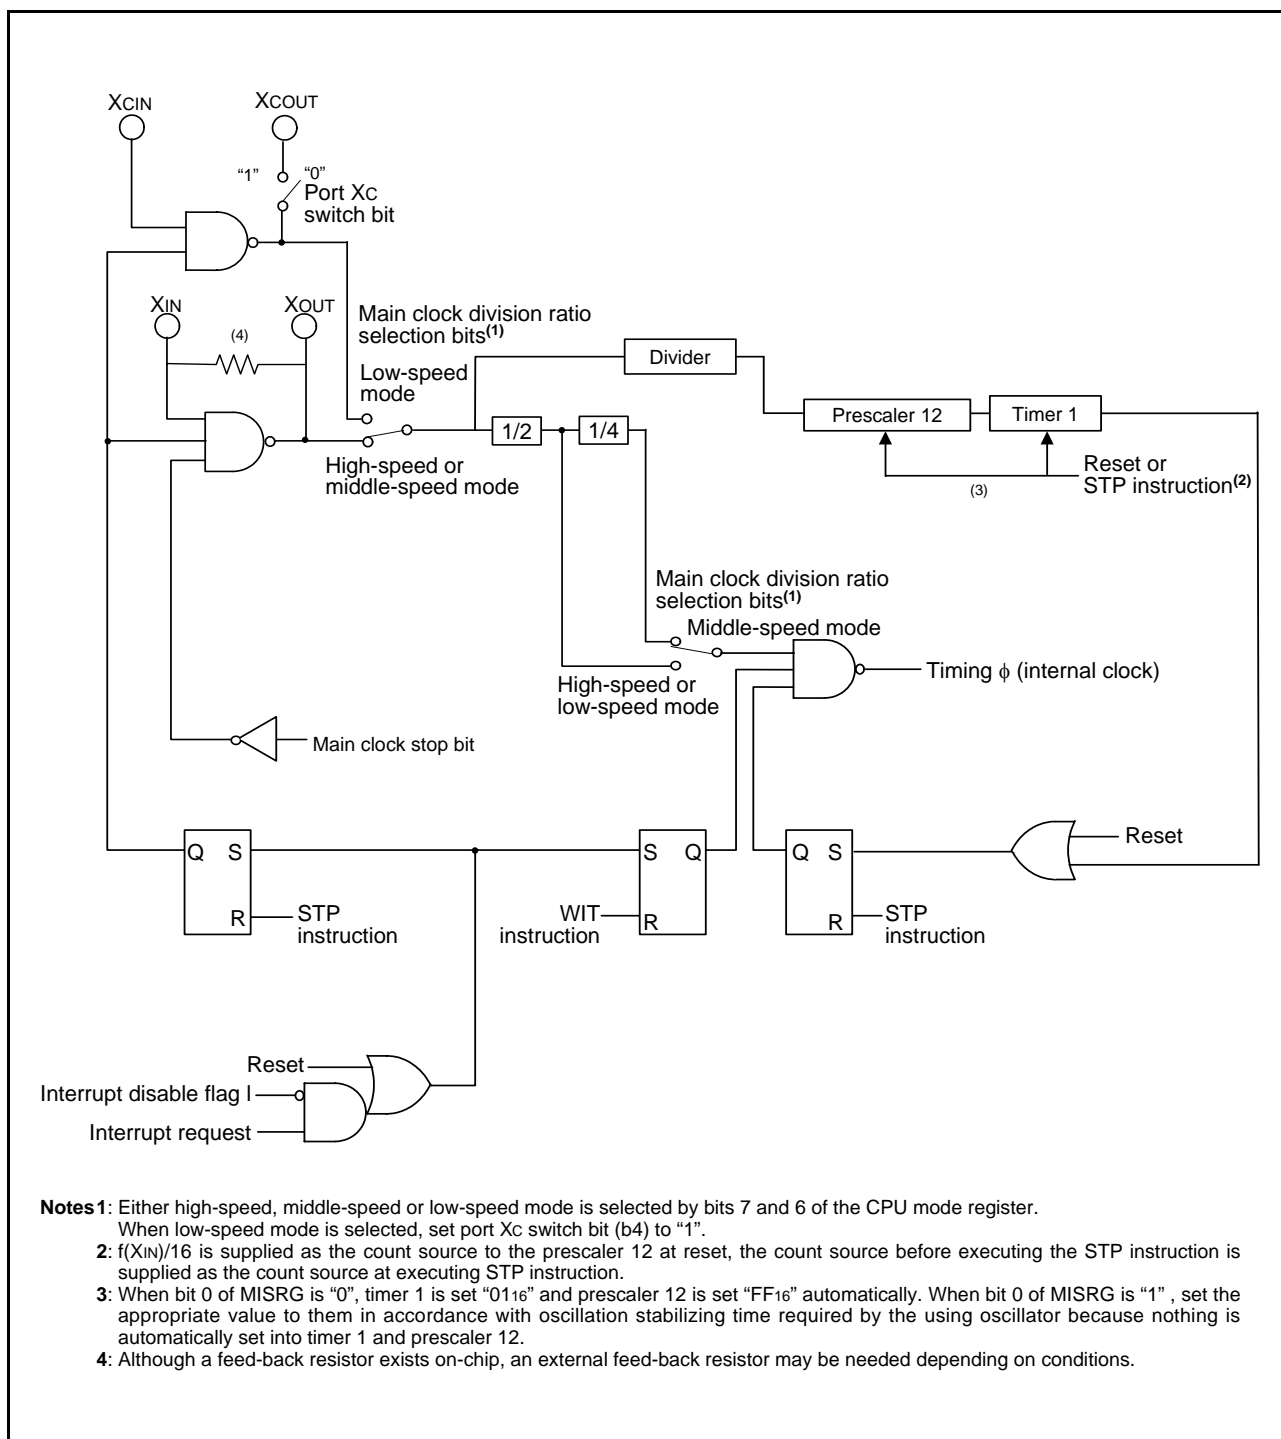 XCIN
XCOUT
“1” “0”
Port XC
switch bit
XIN
XOUT
(4)
Main clock division ratio
selection bits(1)
Low-speed
mode
Divider
Prescaler 12
Timer 1
1/2
1/4
High-speed or
middle-speed mode
(3)
Reset or
STP instruction(2)
Main clock division ratio
selection bits(1)
Middle-speed mode
Timing ϕ (internal clock)
High-speed or
low-speed mode
Main clock stop bit
Q S
R
STP
instruction
S Q
R
WIT
instruction
Q S
R
STP
instruction
Reset
Reset
Interrupt disable flag I
Interrupt request
Notes1: Either high-speed, middle-speed or low-speed mode is selected by bits 7 and 6 of the CPU mode register.
When low-speed mode is selected, set port XC switch bit (b4) to “1”.
2: f(XIN)/16 is supplied as the count source to the prescaler 12 at reset, the count source before executing the STP instruction is
supplied as the count source at executing STP instruction.
3: When bit 0 of MISRG is “0”, timer 1 is set “0116” and prescaler 12 is set “FF16” automatically. When bit 0 of MISRG is “1” , set the
appropriate value to them in accordance with oscillation stabilizing time required by the using oscillator because nothing is
automatically set into timer 1 and prescaler 12.
4: Although a feed-back resistor exists on-chip, an external feed-back resistor may be needed depending on conditions.